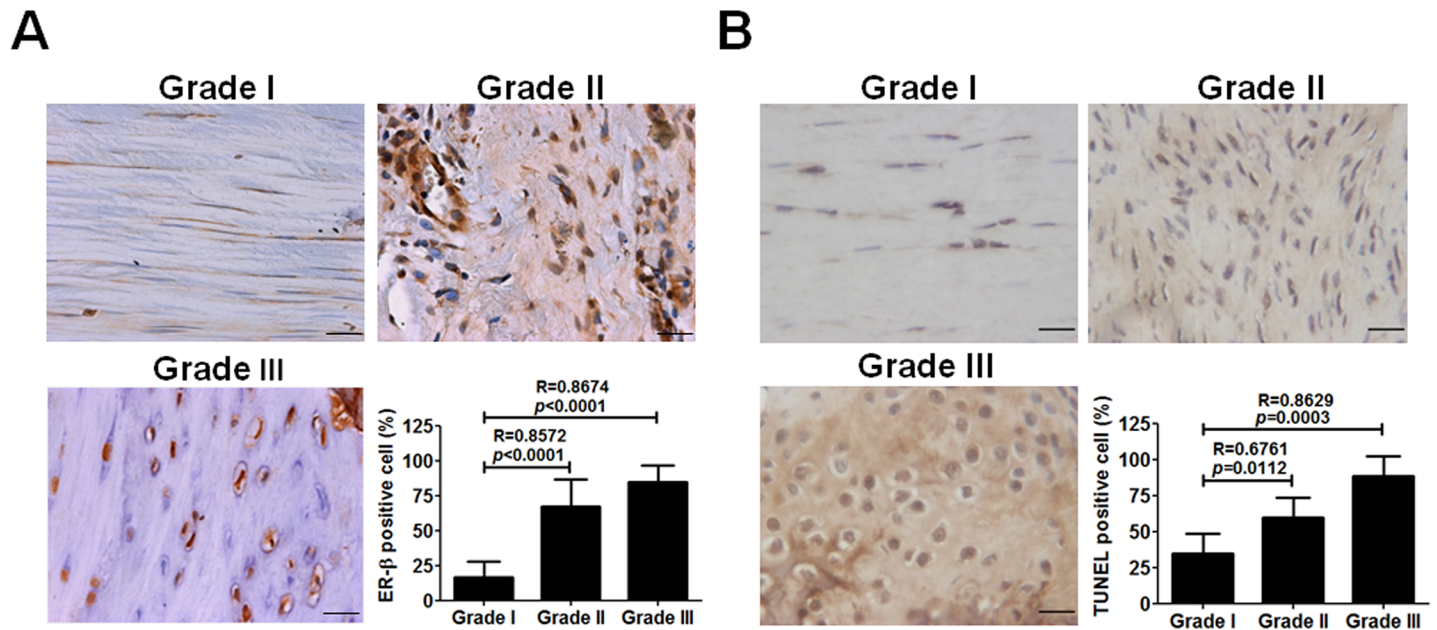 A
B
Grade I
Grade II
Grade I
Grade II
Grade III
Grade III
ER-β positive cell (%)
125
100
75
50
25
0
R=0.8674
p<0.0001
R=0.8572
p<0.0001
Grade I
Grade II
Grade III
TUNEL positive cell (%)
125
100
75
50
25
0
R=0.8629
p=0.0003
R=0.6761
p=0.0112
Grade I
Grade II
Grade III